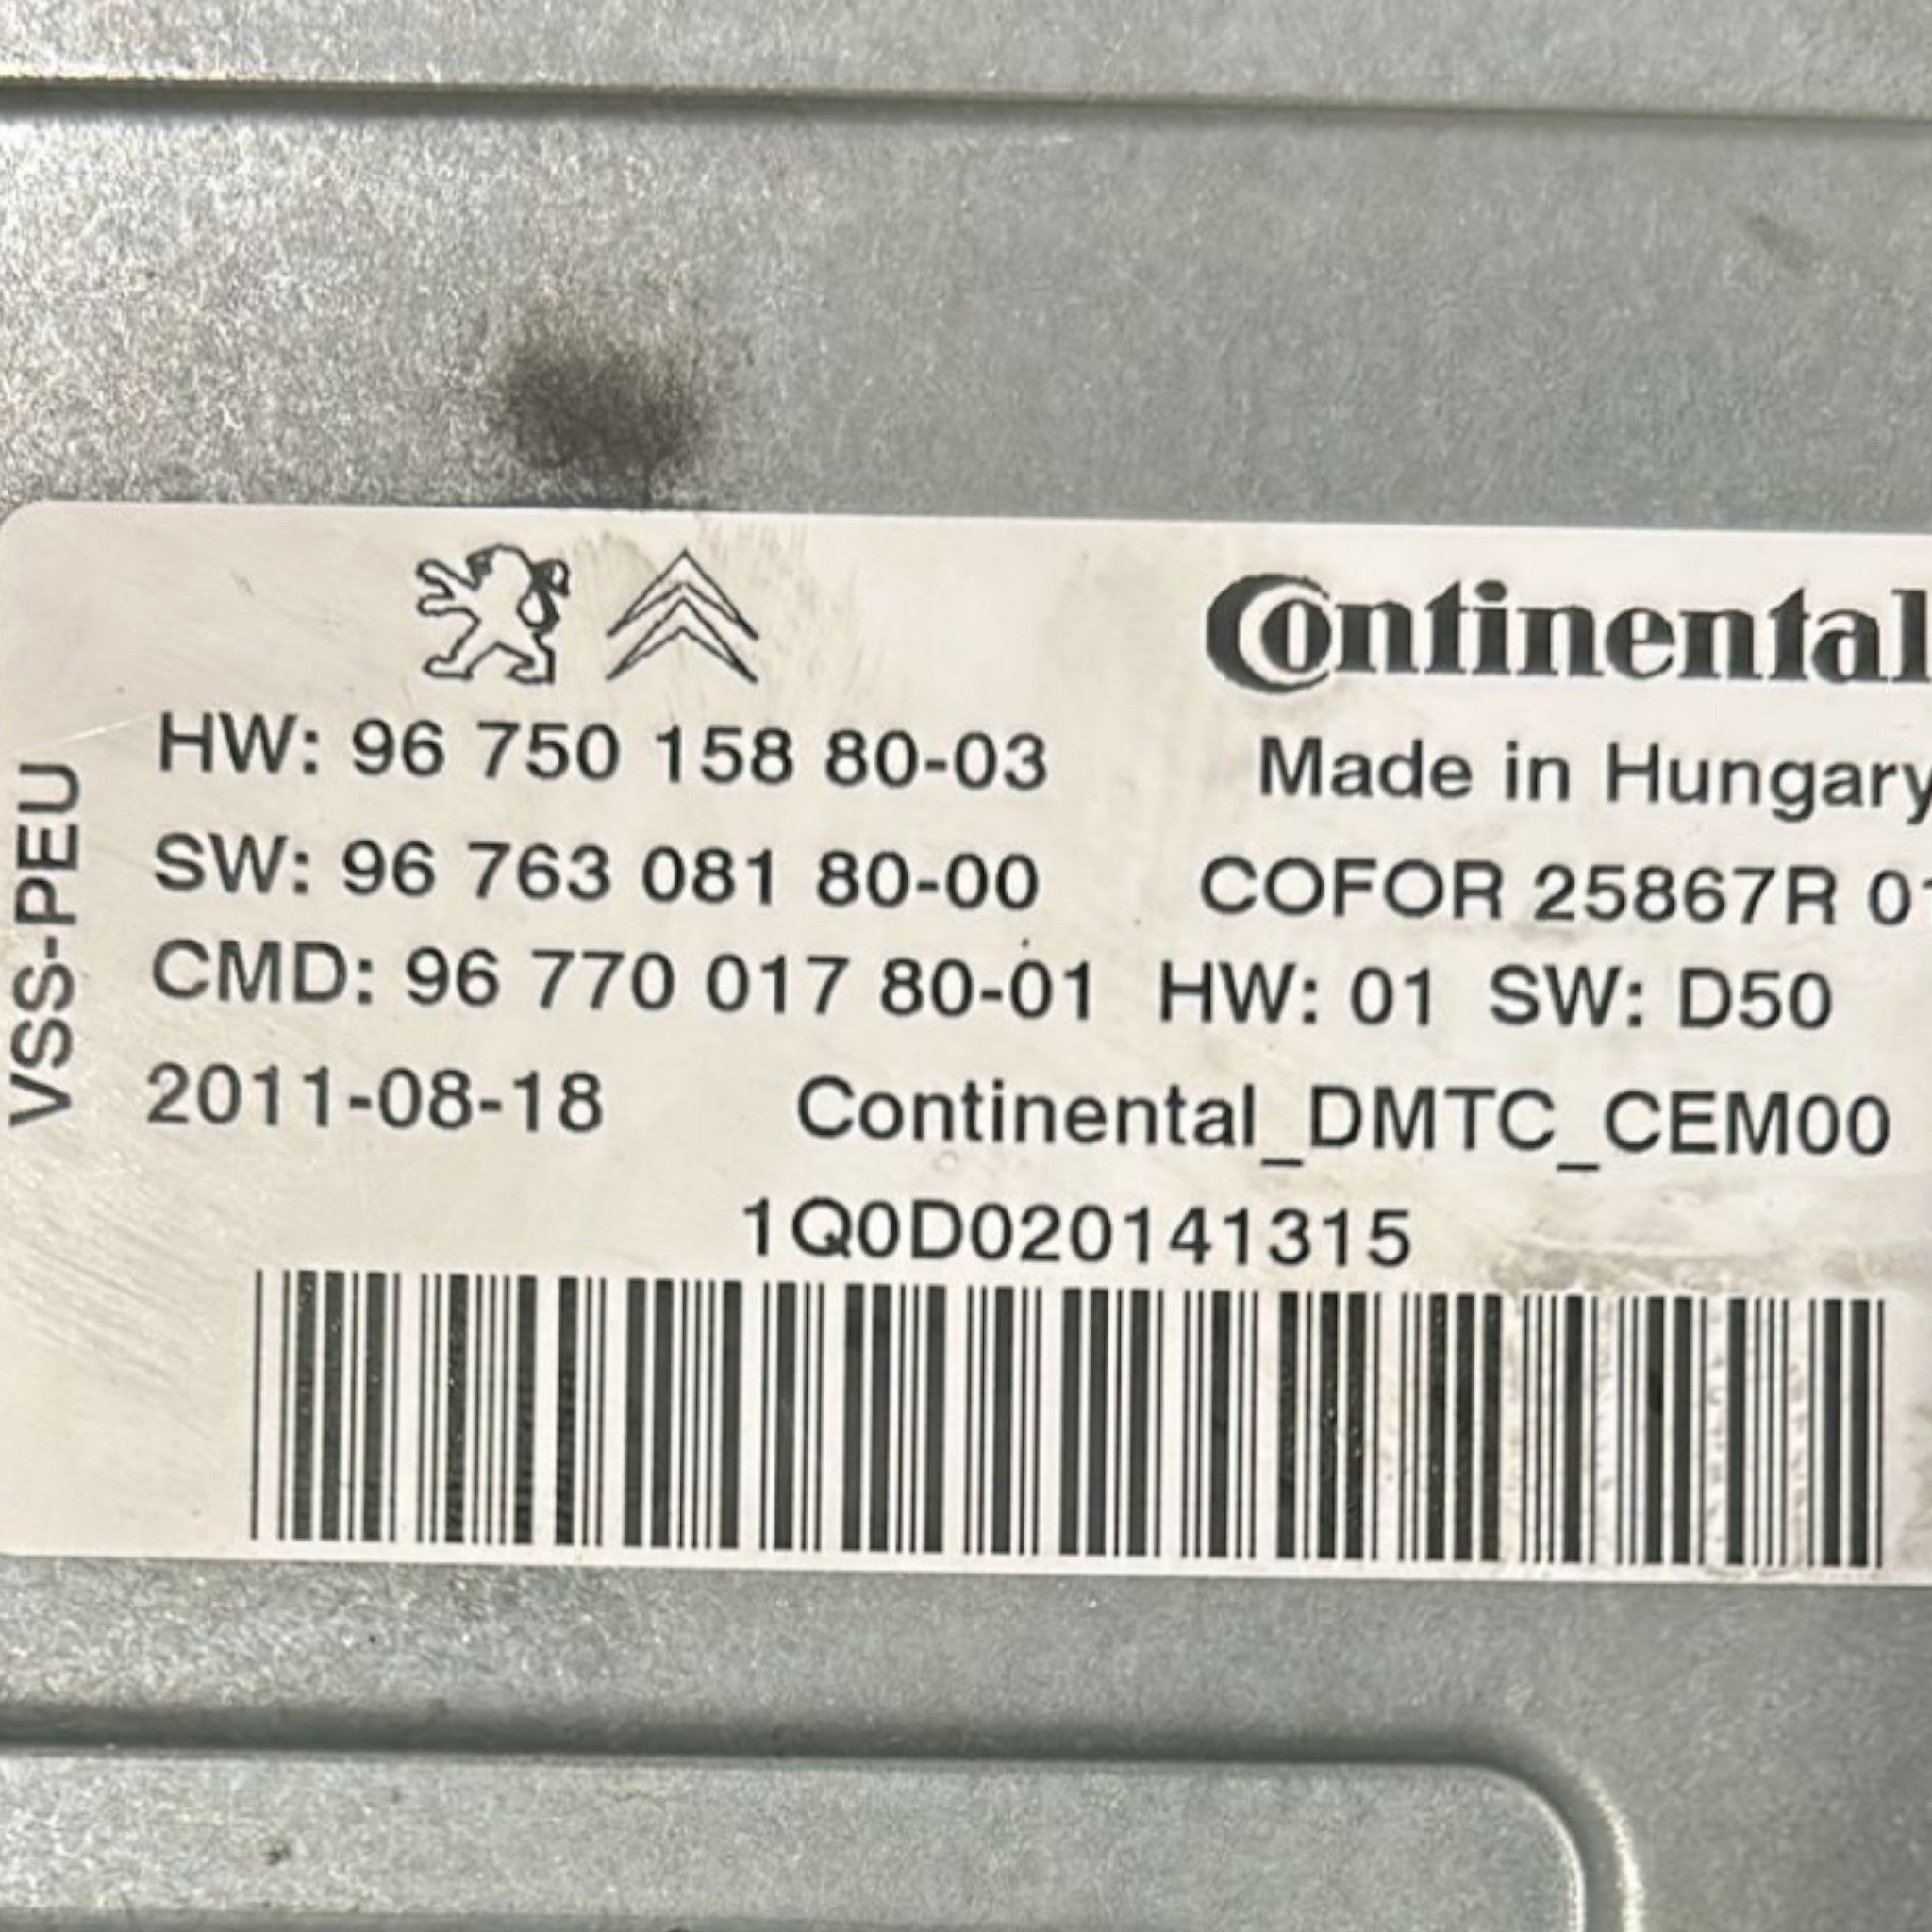 Continental
HW: 96 750 158 80-03
Made in Hungary
SW: 96 763 081 80-00
COFOR 25867R 01
CMD: 96 770 017 80-01 HW: 01 SW: D50
2011-08-18
Continental_DMTC_CEM00
1Q0D020141315
VSS-PEU